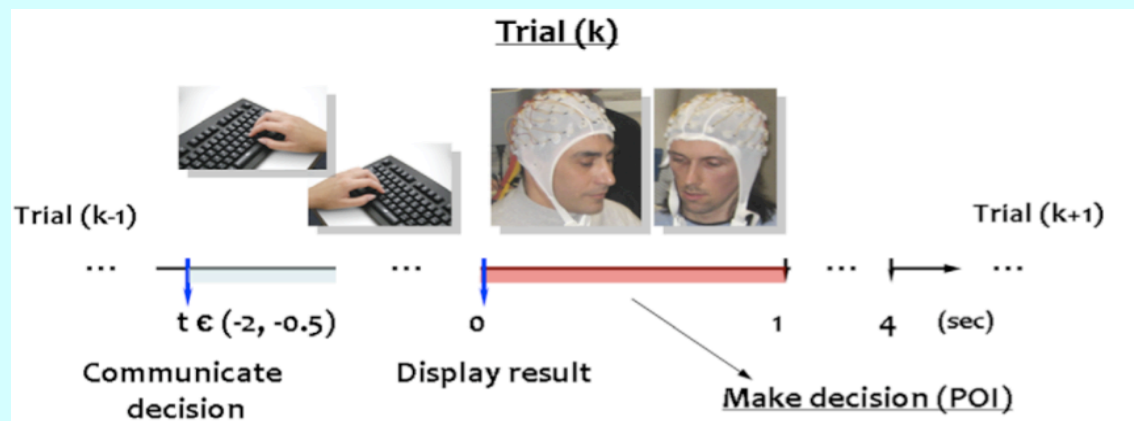 Trial (k)
Trial (k-1)
Trial (k+1)
... ... ... ...
t ϵ (-2, -0.5)
0
1
4
(sec)
Communicate
decision
Display result
Make decision (POI)